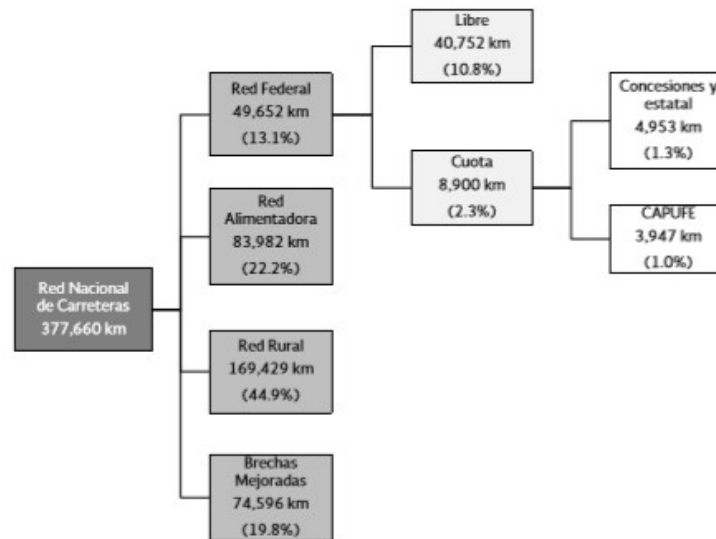 Red Nacional
de Carreteras
377,660 km
Red Federal
49,652 km
(13.1%)
Red
Alimentadora
83,982 km
(22.2%)
Red Rural
169,429 km
(44.9%)
Brechas
Mejoradas
74,596 km
(19.8%)
Libre
40,752 km
(10.8%)
Cuota
8,900 km
(2.3%)
Concesiones y
estatal
4,953 km
(1.3%)
CAPUFE
3,947 km
(1.0%)